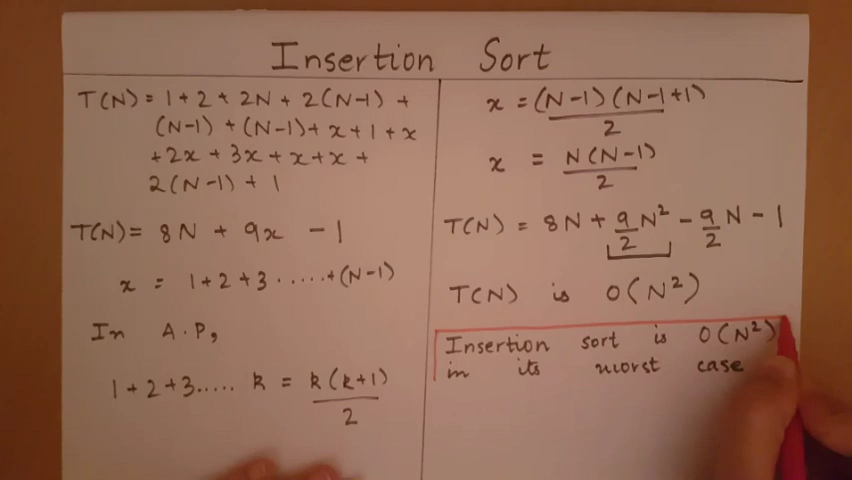 Insertion Sort
T(N) = 1 + 2 + 2N + 2(N-1) +
(N-1) + (N-1) + x + 1 + x
+ 2x + 3x + x + x +
2(N-1) + 1
T(N) = 8N + 9x - 1
x = 1 + 2 + 3 ...... + (N-1)
In A.P,
1 + 2 + 3 ..... k = k(k+1)
2
x = (N-1)(N-1+1)
2
x = N(N-1)
2
T(N) = 8N + 9/2 N² - 9/2 N - 1
T(N) is O(N²)
Insertion sort is O(N²)
in its worst case